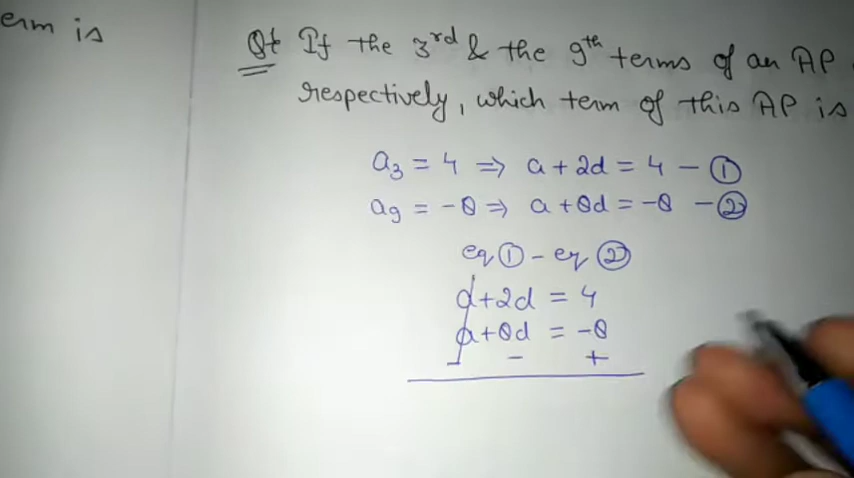 erm is
Qt If the 3rd & the 9th terms of an AP
respectively, which term of this AP is
a3 = 4 => a + 2d = 4 - ①
a9 = -8 => a + 8d = -8 - ②
eq ① - eq ②
a + 2d = 4
a + 8d = -8
- - +